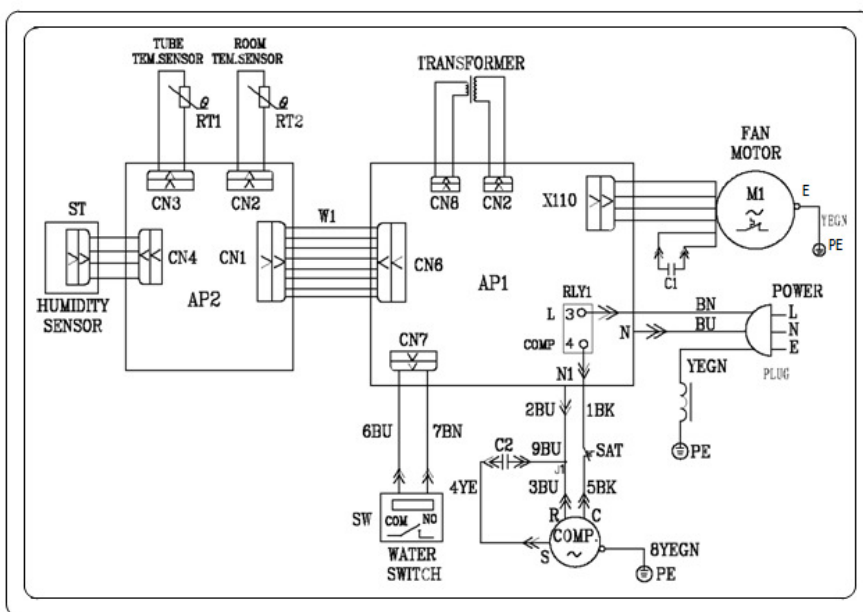 TUBE
TEM.SENSOR
ROOM
TEM.SENSOR
θ
RT1
θ
RT2
TRANSFORMER
FAN
MOTOR
CN3
CN2
CN8
CN2
X110
M1
~
E
YEGN
PE
C1
ST
CN4
CN1
W1
CN6
HUMIDITY
SENSOR
AP2
AP1
RLY1
L
3
COMP
4
N
BN
BU
POWER
L
N
E
PLUG
YEGN
PE
CN7
N1
6BU
7BN
2BU
1BK
C2
9BU
SAT
J1
4YE
3BU
5BK
SW
COM
NO
WATER
SWITCH
R
C
S
COMP.
~
8YEGN
PE